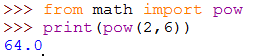 >>> from math import pow
>>> print(pow(2,6))
64.0